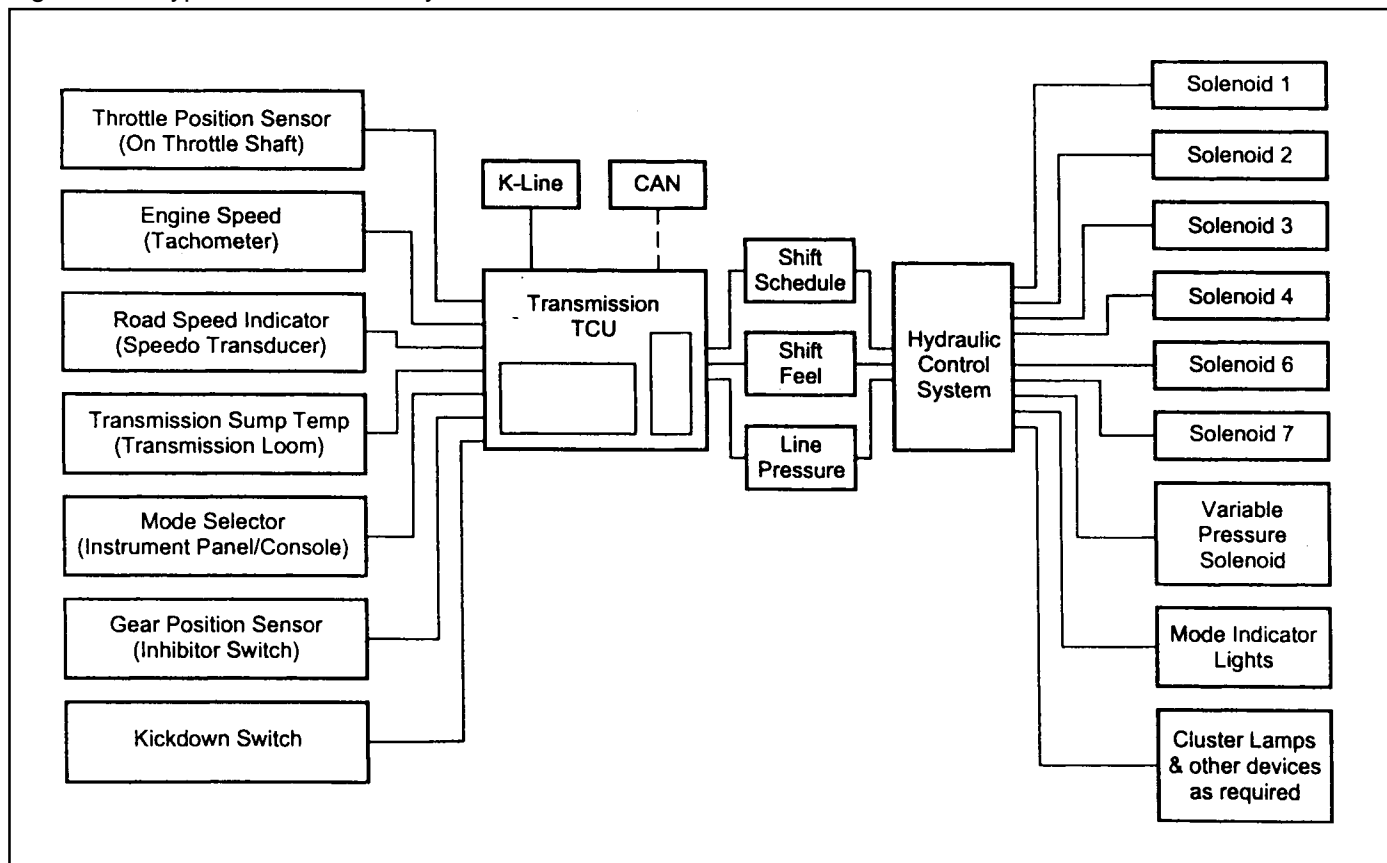 Throttle Position Sensor
(On Throttle Shaft)
Engine Speed
(Tachometer)
Road Speed Indicator
(Speedo Transducer)
Transmission Sump Temp
(Transmission Loom)
Mode Selector
(Instrument Panel/Console)
Gear Position Sensor
(Inhibitor Switch)
Kickdown Switch
K-Line
CAN
Transmission
TCU
Shift
Schedule
Shift
Feel
Line
Pressure
Hydraulic
Control
System
Solenoid 1
Solenoid 2
Solenoid 3
Solenoid 4
Solenoid 6
Solenoid 7
Variable
Pressure
Solenoid
Mode Indicator
Lights
Cluster Lamps
& other devices
as required